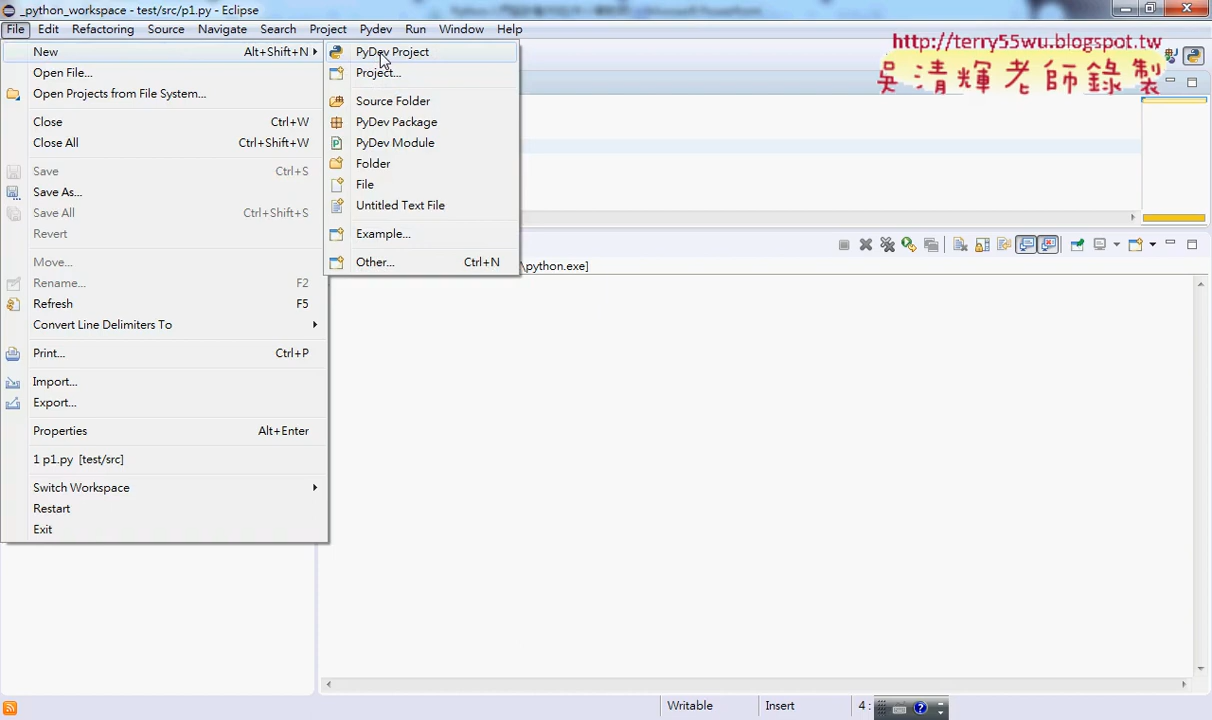 _python_workspace - test/src/p1.py - Eclipse
File Edit Refactoring Source Navigate Search Project Pydev Run Window Help
http://terry55wu.blogspot.tw
吳清輝老師錄製
New Alt+Shift+N
Open File...
Open Projects from File System...
Close Ctrl+W
Close All Ctrl+Shift+W
Save Ctrl+S
Save As...
Save All Ctrl+Shift+S
Revert
Move...
Rename... F2
Refresh F5
Convert Line Delimiters To
Print... Ctrl+P
Import...
Export...
Properties Alt+Enter
1 p1.py [test/src]
Switch Workspace
Restart
Exit
PyDev Project
Project...
Source Folder
PyDev Package
PyDev Module
Folder
File
Untitled Text File
Example...
Other... Ctrl+N
\python.exe]
Writable Insert 4 :